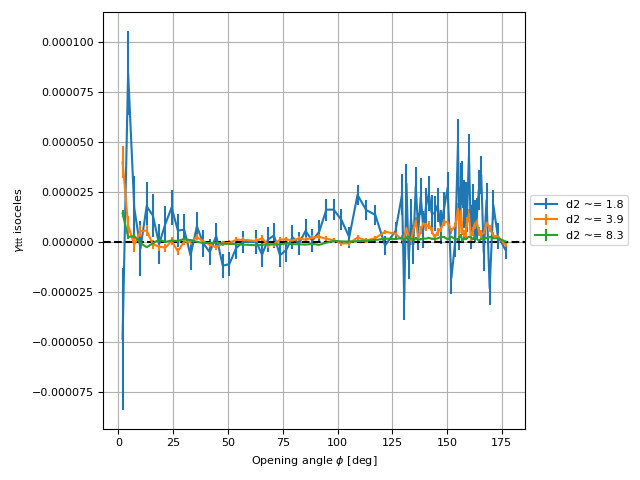 0.000100
0.000075
0.000050
0.000025
0.000000
−0.000025
−0.000050
−0.000075
γttt isoceles
0 25 50 75 100 125 150 175
Opening angle ϕ [deg]
d2 ~= 1.8
d2 ~= 3.9
d2 ~= 8.3